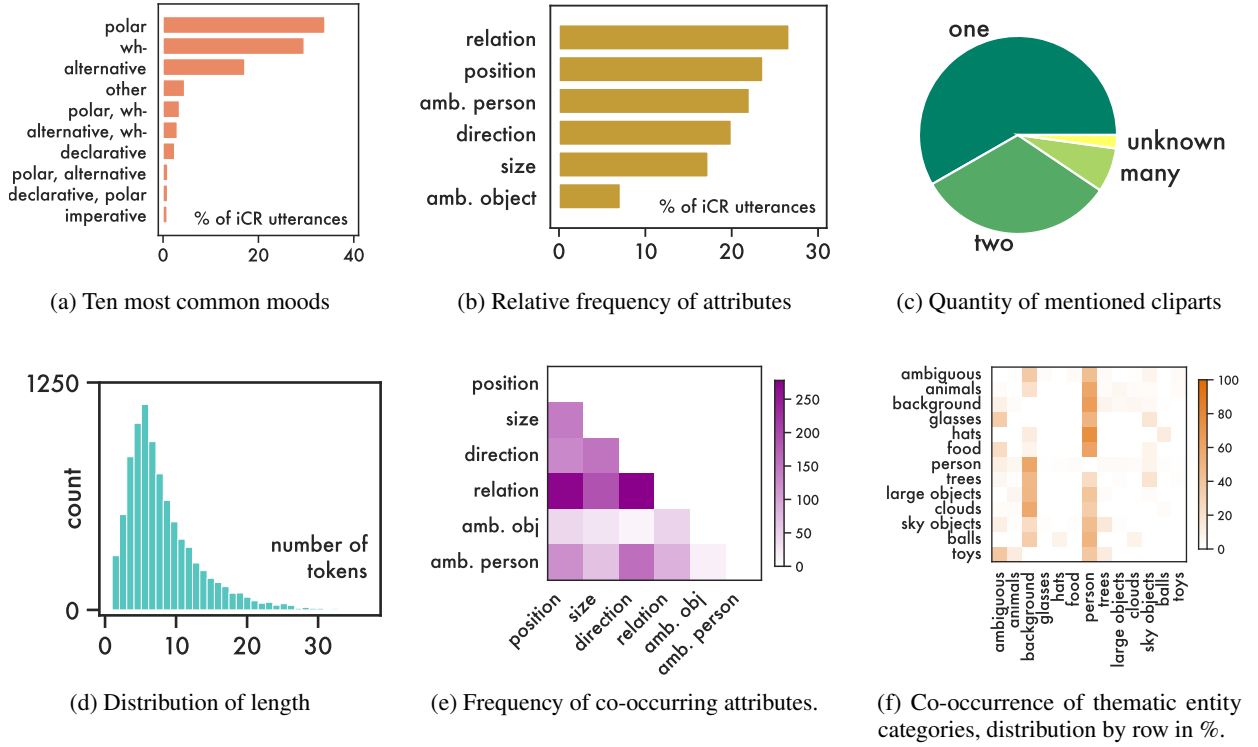 polar
wh-
alternative
other
polar, wh-
alternative, wh-
declarative
polar, alternative
declarative, polar
imperative
% of iCR utterances
0 20 40
(a) Ten most common moods
relation
position
amb. person
direction
size
amb. object
% of iCR utterances
0 10 20 30
(b) Relative frequency of attributes
one
unknown
many
two
(c) Quantity of mentioned cliparts
1250
count
0
number of
tokens
0 10 20 30
(d) Distribution of length
position
size
direction
relation
amb. obj
amb. person
position size direction relation amb. obj amb. person
250
200
150
100
50
0
(e) Frequency of co-occurring attributes.
ambiguous
animals
background
glasses
hats
food
person
trees
large objects
clouds
sky objects
balls
toys
ambiguous animals background glasses hats food person trees large objects clouds sky objects balls toys
100
80
60
40
20
0
(f) Co-occurrence of thematic entity
categories, distribution by row in %.